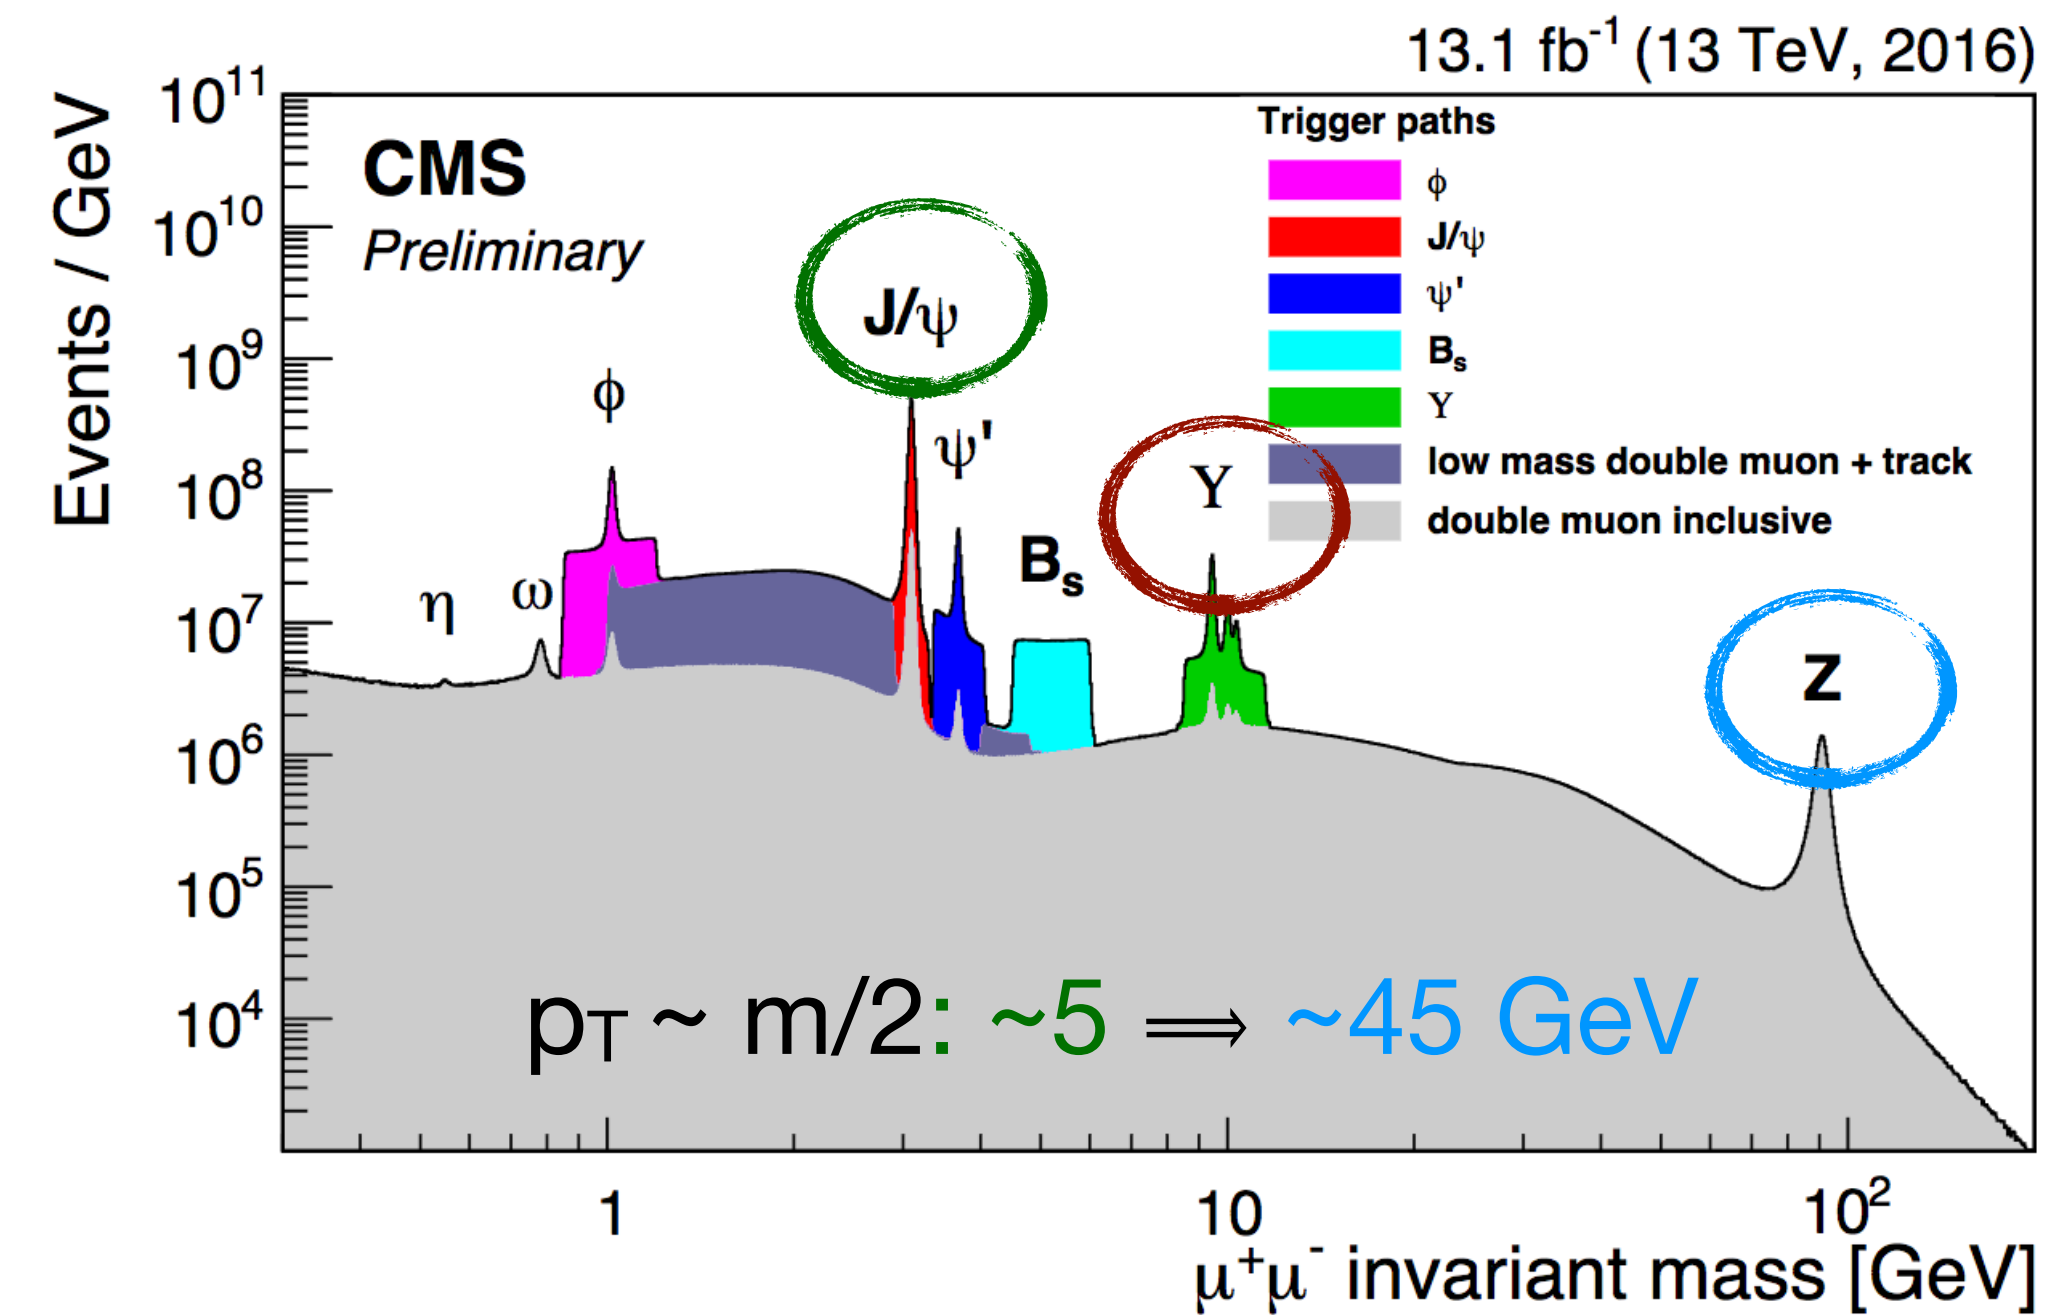 13.1 fb⁻¹ (13 TeV, 2016)
Events / GeV
10¹¹
10¹⁰
10⁹
10⁸
10⁷
10⁶
10⁵
10⁴
CMS
Preliminary
Trigger paths
ϕ
J/ψ
ψ'
Bₛ
Υ
low mass double muon + track
double muon inclusive
η
ω
ϕ
J/ψ
ψ'
Bₛ
Υ
Z
p_T ~ m/2: ~5 ⟹ ~45 GeV
1
10
10²
μ⁺μ⁻ invariant mass [GeV]